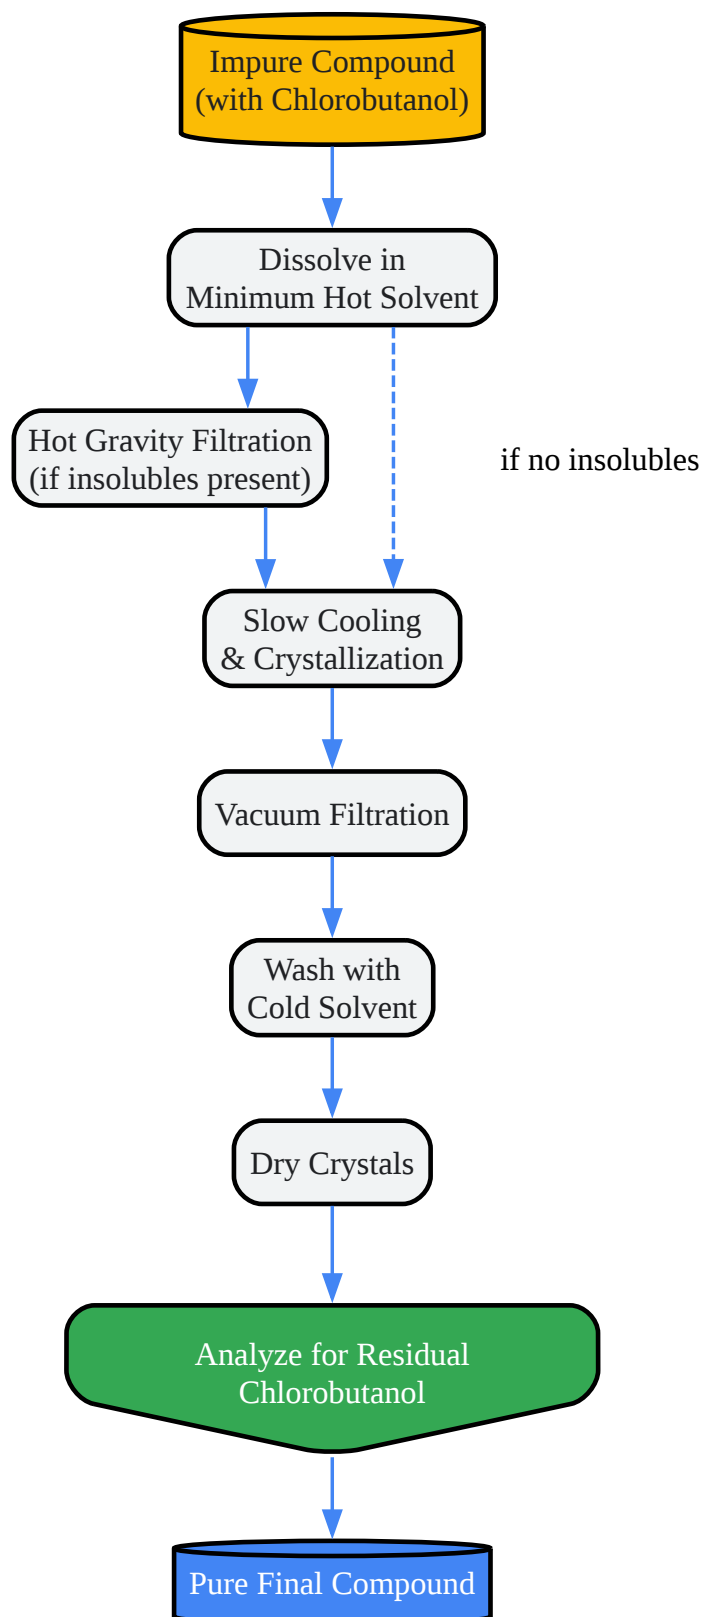 Impure Compound
(with Chlorobutanol)
Dissolve in
Minimum Hot Solvent
Hot Gravity Filtration
(if insolubles present)
if no insolubles
Slow Cooling
& Crystallization
Vacuum Filtration
Wash with
Cold Solvent
Dry Crystals
Analyze for Residual
Chlorobutanol
Pure Final Compound